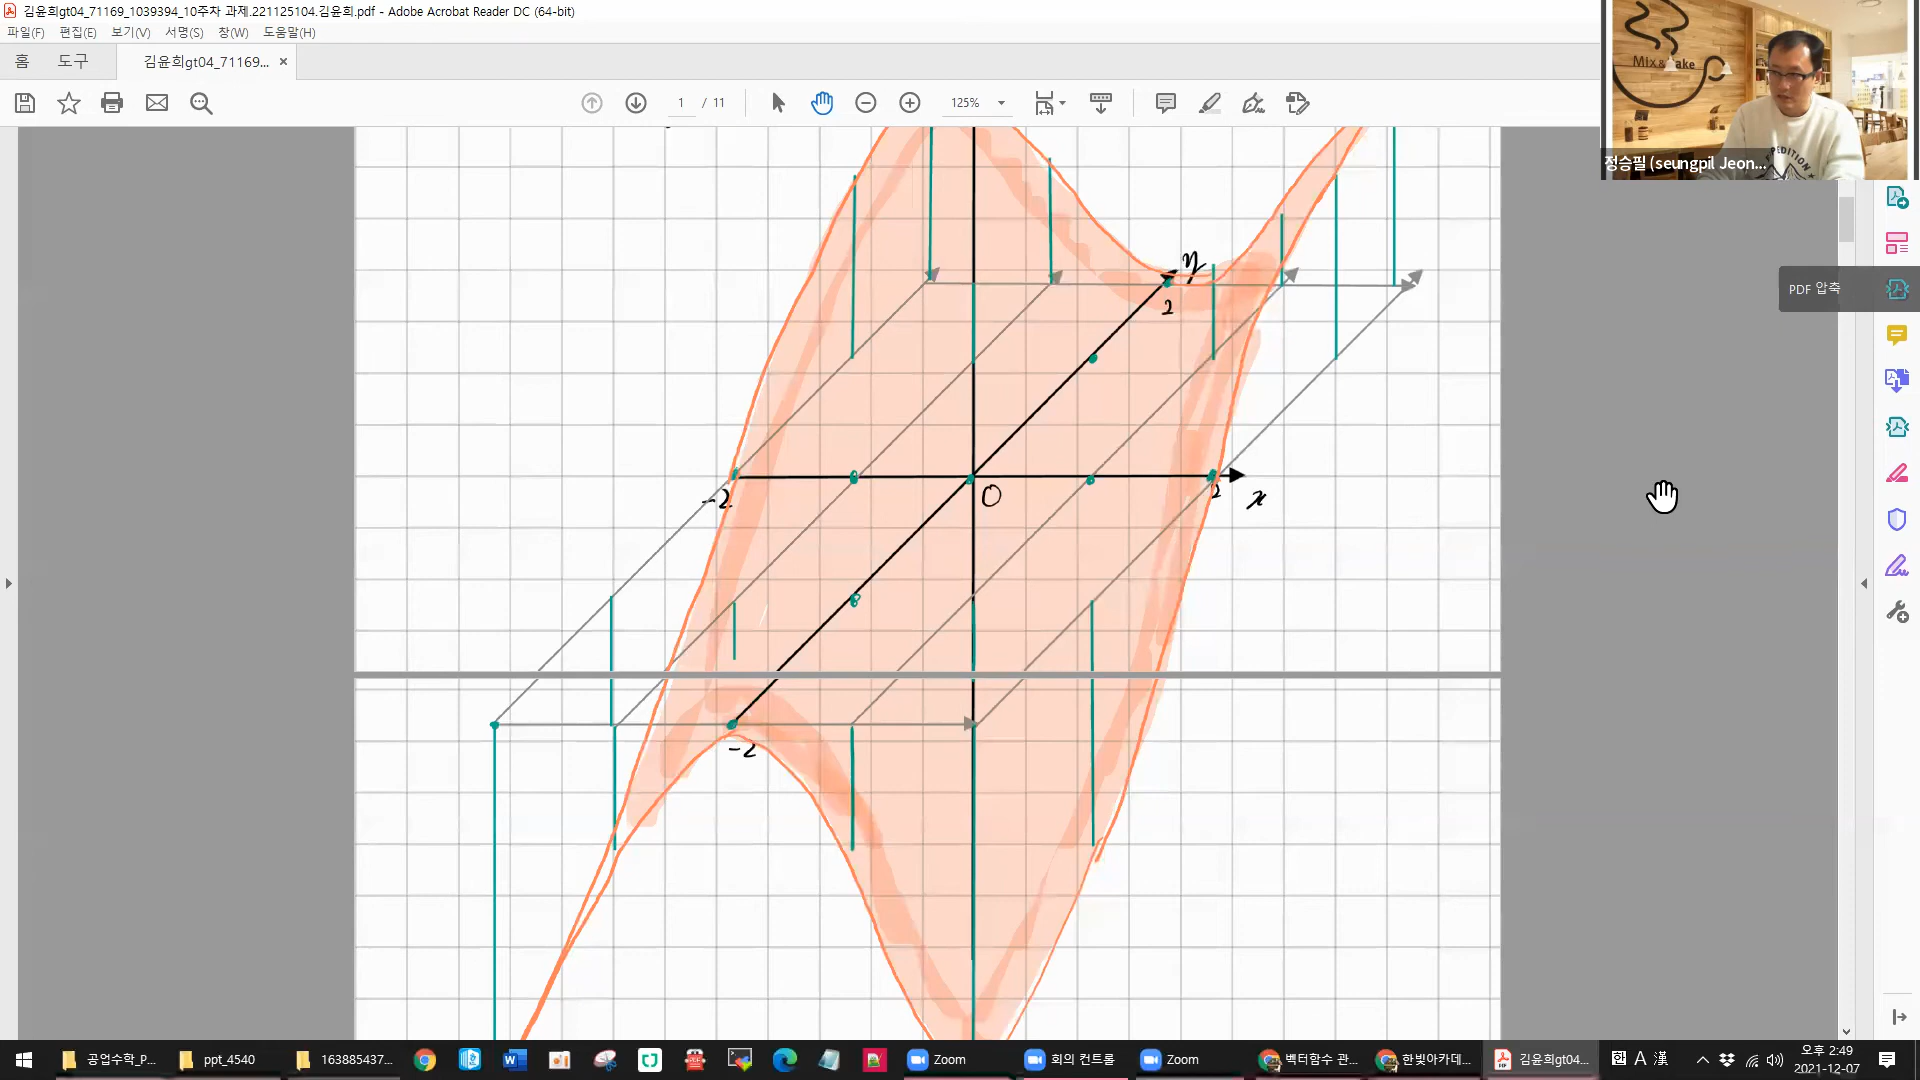 김윤희gt04_71169_1039394_10주차 과제.221125104.김윤희.pdf - Adobe Acrobat Reader DC (64-bit)
파일(F) 편집(E) 보기(V) 서명(S) 창(W) 도움말(H)
홈 도구 김윤희gt04_71169... ×
1 / 11 125%
정승필 (seungpil Jeon...
PDF 압축
y
2
-2
O
2
x
-2
공업수학_P... ppt_4540 163885437... Zoom 회의 컨트롤 Zoom 벡터함수 관... 한빛아카데... 김윤희gt04... 한 A 漢 오후 2:49
2021-12-07